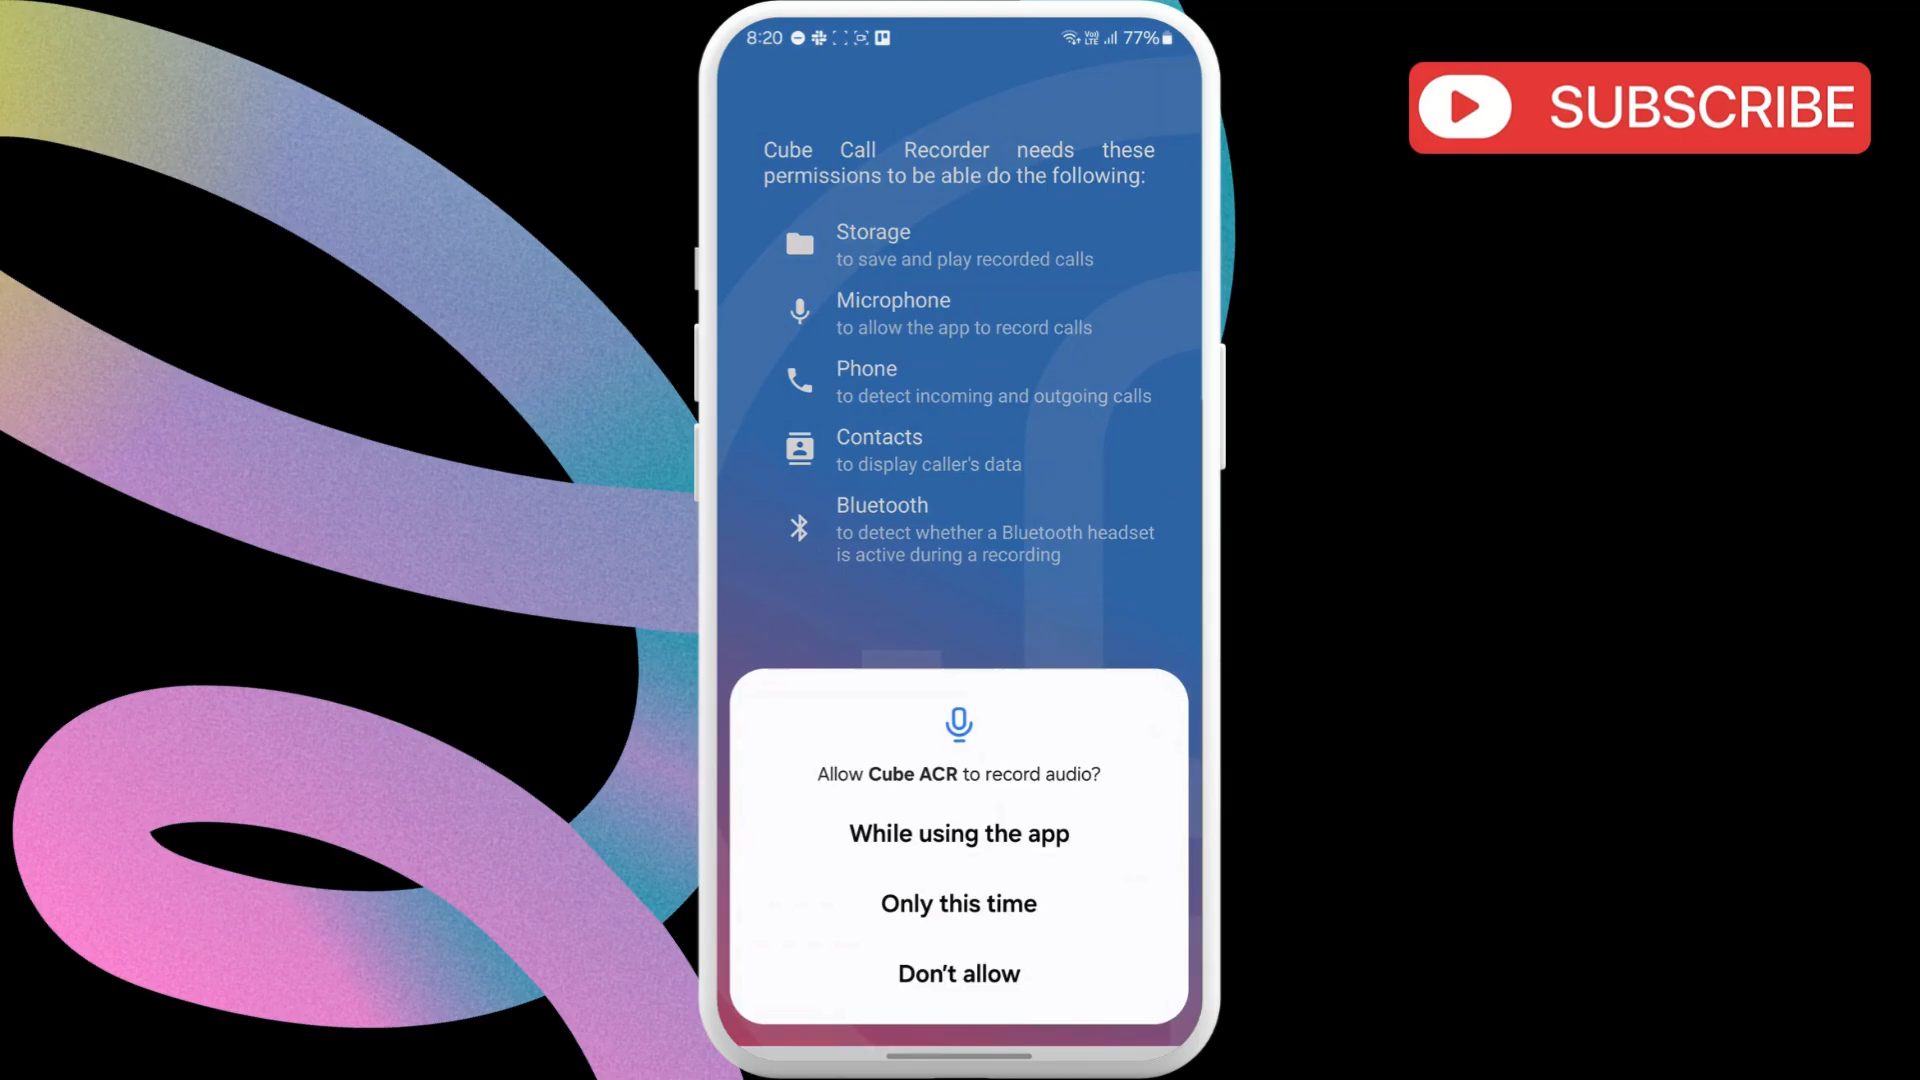 8:20
Vo) LTE 77%
SUBSCRIBE
Cube Call Recorder needs these
permissions to be able do the following:
Storage
to save and play recorded calls
Microphone
to allow the app to record calls
Phone
to detect incoming and outgoing calls
Contacts
to display caller's data
Bluetooth
to detect whether a Bluetooth headset
is active during a recording
Allow Cube ACR to record audio?
While using the app
Only this time
Don't allow